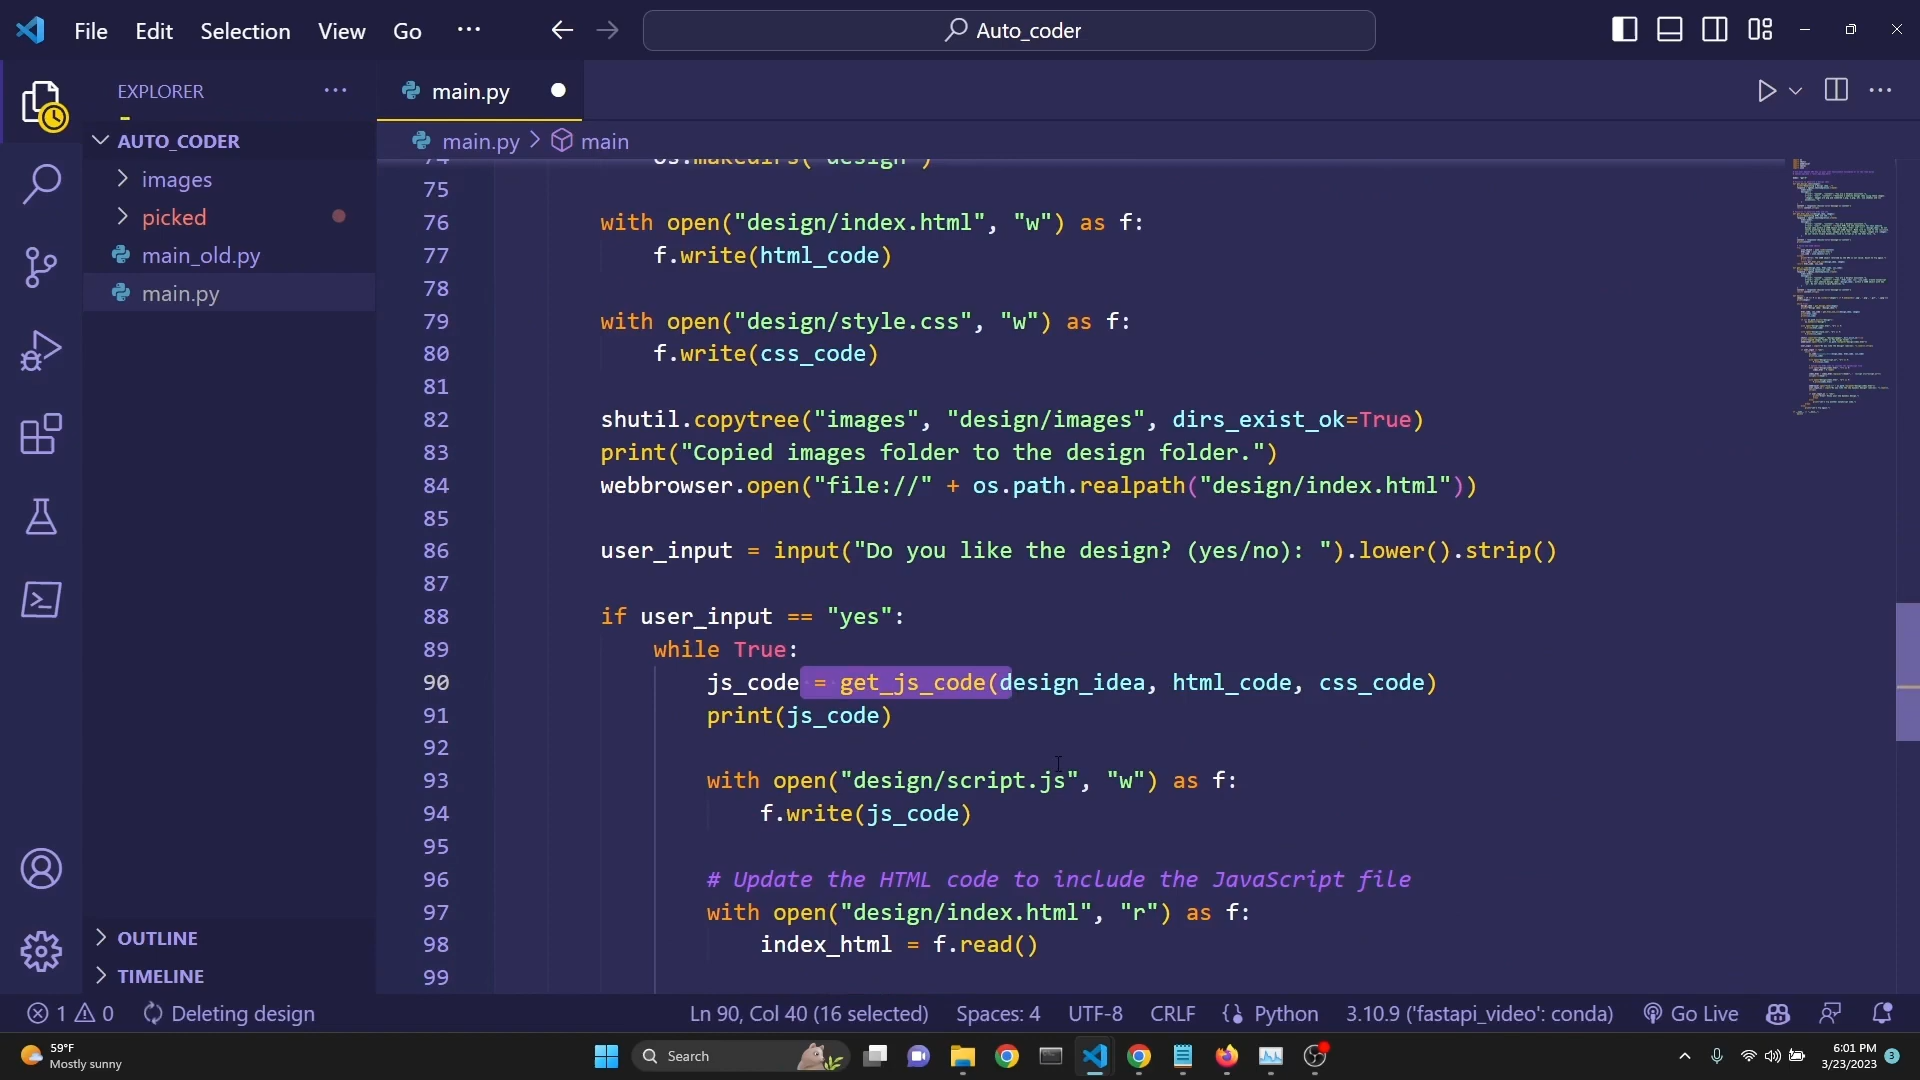 File Edit Selection View Go ··· Auto_coder
EXPLORER ···
AUTO_CODER
images
picked
main_old.py
main.py
OUTLINE
TIMELINE
main.py
main.py > main
74 os.makedirs("design")
75
76 with open("design/index.html", "w") as f:
77 f.write(html_code)
78
79 with open("design/style.css", "w") as f:
80 f.write(css_code)
81
82 shutil.copytree("images", "design/images", dirs_exist_ok=True)
83 print("Copied images folder to the design folder.")
84 webbrowser.open("file://" + os.path.realpath("design/index.html"))
85
86 user_input = input("Do you like the design? (yes/no): ").lower().strip()
87
88 if user_input == "yes":
89 while True:
90 js_code = get_js_code(design_idea, html_code, css_code)
91 print(js_code)
92
93 with open("design/script.js", "w") as f:
94 f.write(js_code)
95
96 # Update the HTML code to include the JavaScript file
97 with open("design/index.html", "r") as f:
98 index_html = f.read()
99
1 0 Deleting design Ln 90, Col 40 (16 selected) Spaces: 4 UTF-8 CRLF Python 3.10.9 ('fastapi_video': conda) Go Live
59°F
Mostly sunny
Search
6:01 PM
3/23/2023
3